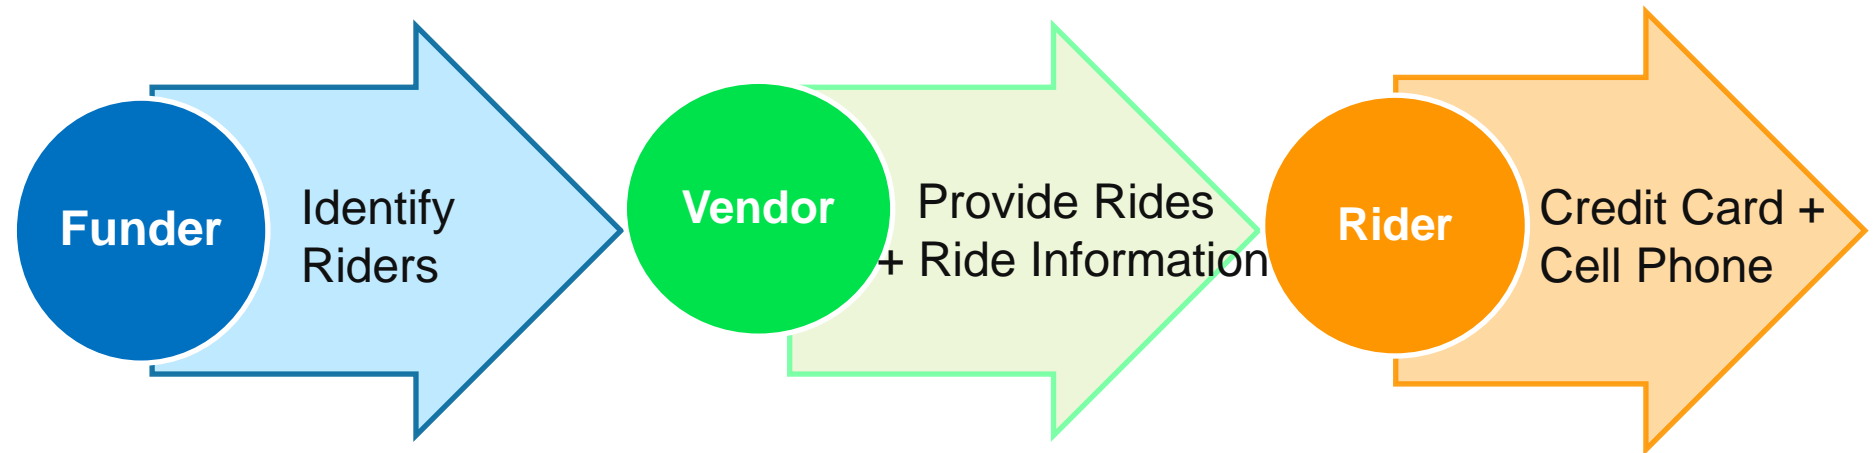 Funder
Identify
Riders
Vendor
Provide Rides
+ Ride Information
Rider
Credit Card +
Cell Phone